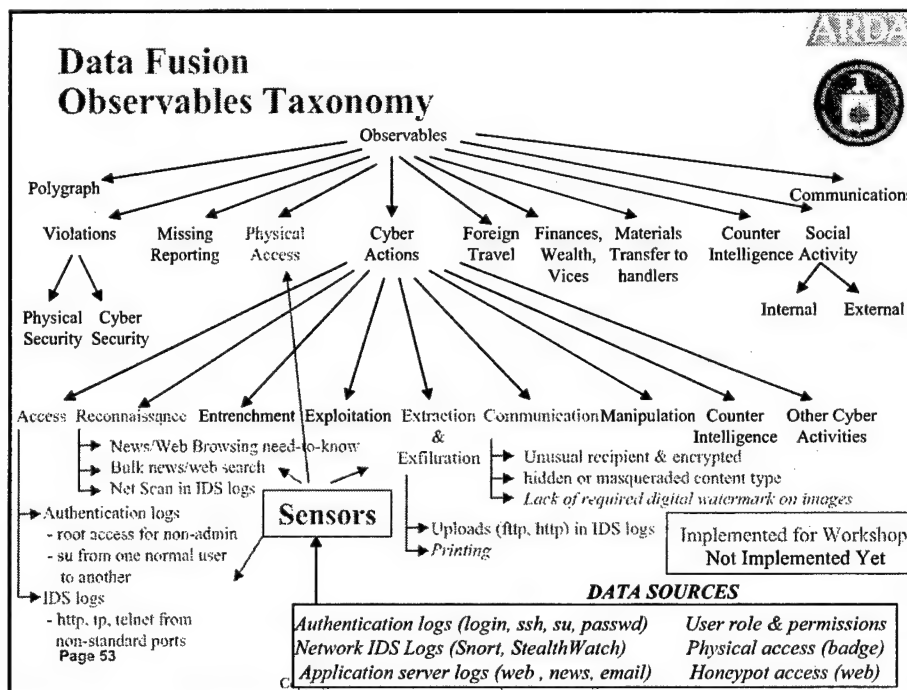 ARDA
Data Fusion
Observables Taxonomy
Observables
Polygraph
Communications
Violations
Missing Reporting
Physical Access
Cyber Actions
Foreign Travel
Finances, Wealth, Vices
Materials Transfer to handlers
Counter Intelligence
Social Activity
Physical Security
Cyber Security
Internal
External
Access
Reconnaissance
Entrenchment
Exploitation
Extraction & Exfiltration
Communication
Manipulation
Counter Intelligence
Other Cyber Activities
News/Web Browsing need-to-know
Bulk news/web search
Net Scan in IDS logs
Unusual recipient & encrypted
hidden or masqueraded content type
Lack of required digital watermark on images
Authentication logs
- root access for non-admin
- su from one normal user
to another
IDS logs
- http, tp, telnet from
non-standard ports
Sensors
Uploads (fttp, http) in IDS logs
Printing
Implemented for Workshop
Not Implemented Yet
DATA SOURCES
Authentication logs (login, ssh, su, passwd)
User role & permissions
Network IDS Logs (Snort, StealthWatch)
Physical access (badge)
Application server logs (web , news, email)
Honeypot access (web)
Page 53